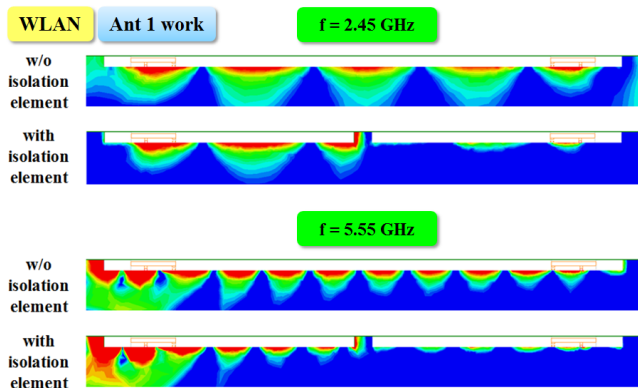 WLAN
Ant 1 work
f = 2.45 GHz
w/o
isolation
element
with
isolation
element
f = 5.55 GHz
w/o
isolation
element
with
isolation
element